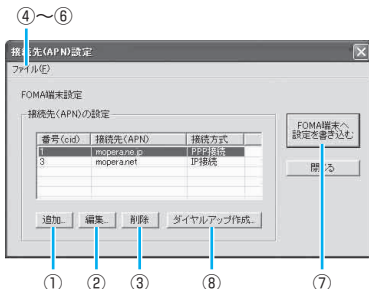 ④～⑥
接続先(APN)設定
ファイル(F)
FOMA端末設定
接続先(APN)の設定
番号(cid) 接続先(APN) 接続方式
1 mopera.ne.jp PPP接続
3 mopera.net IP接続
FOMA端末へ
設定を書き込む
閉じる
追加... 編集... 削除 ダイヤルアップ作成...
① ② ③ ⑧ ⑦